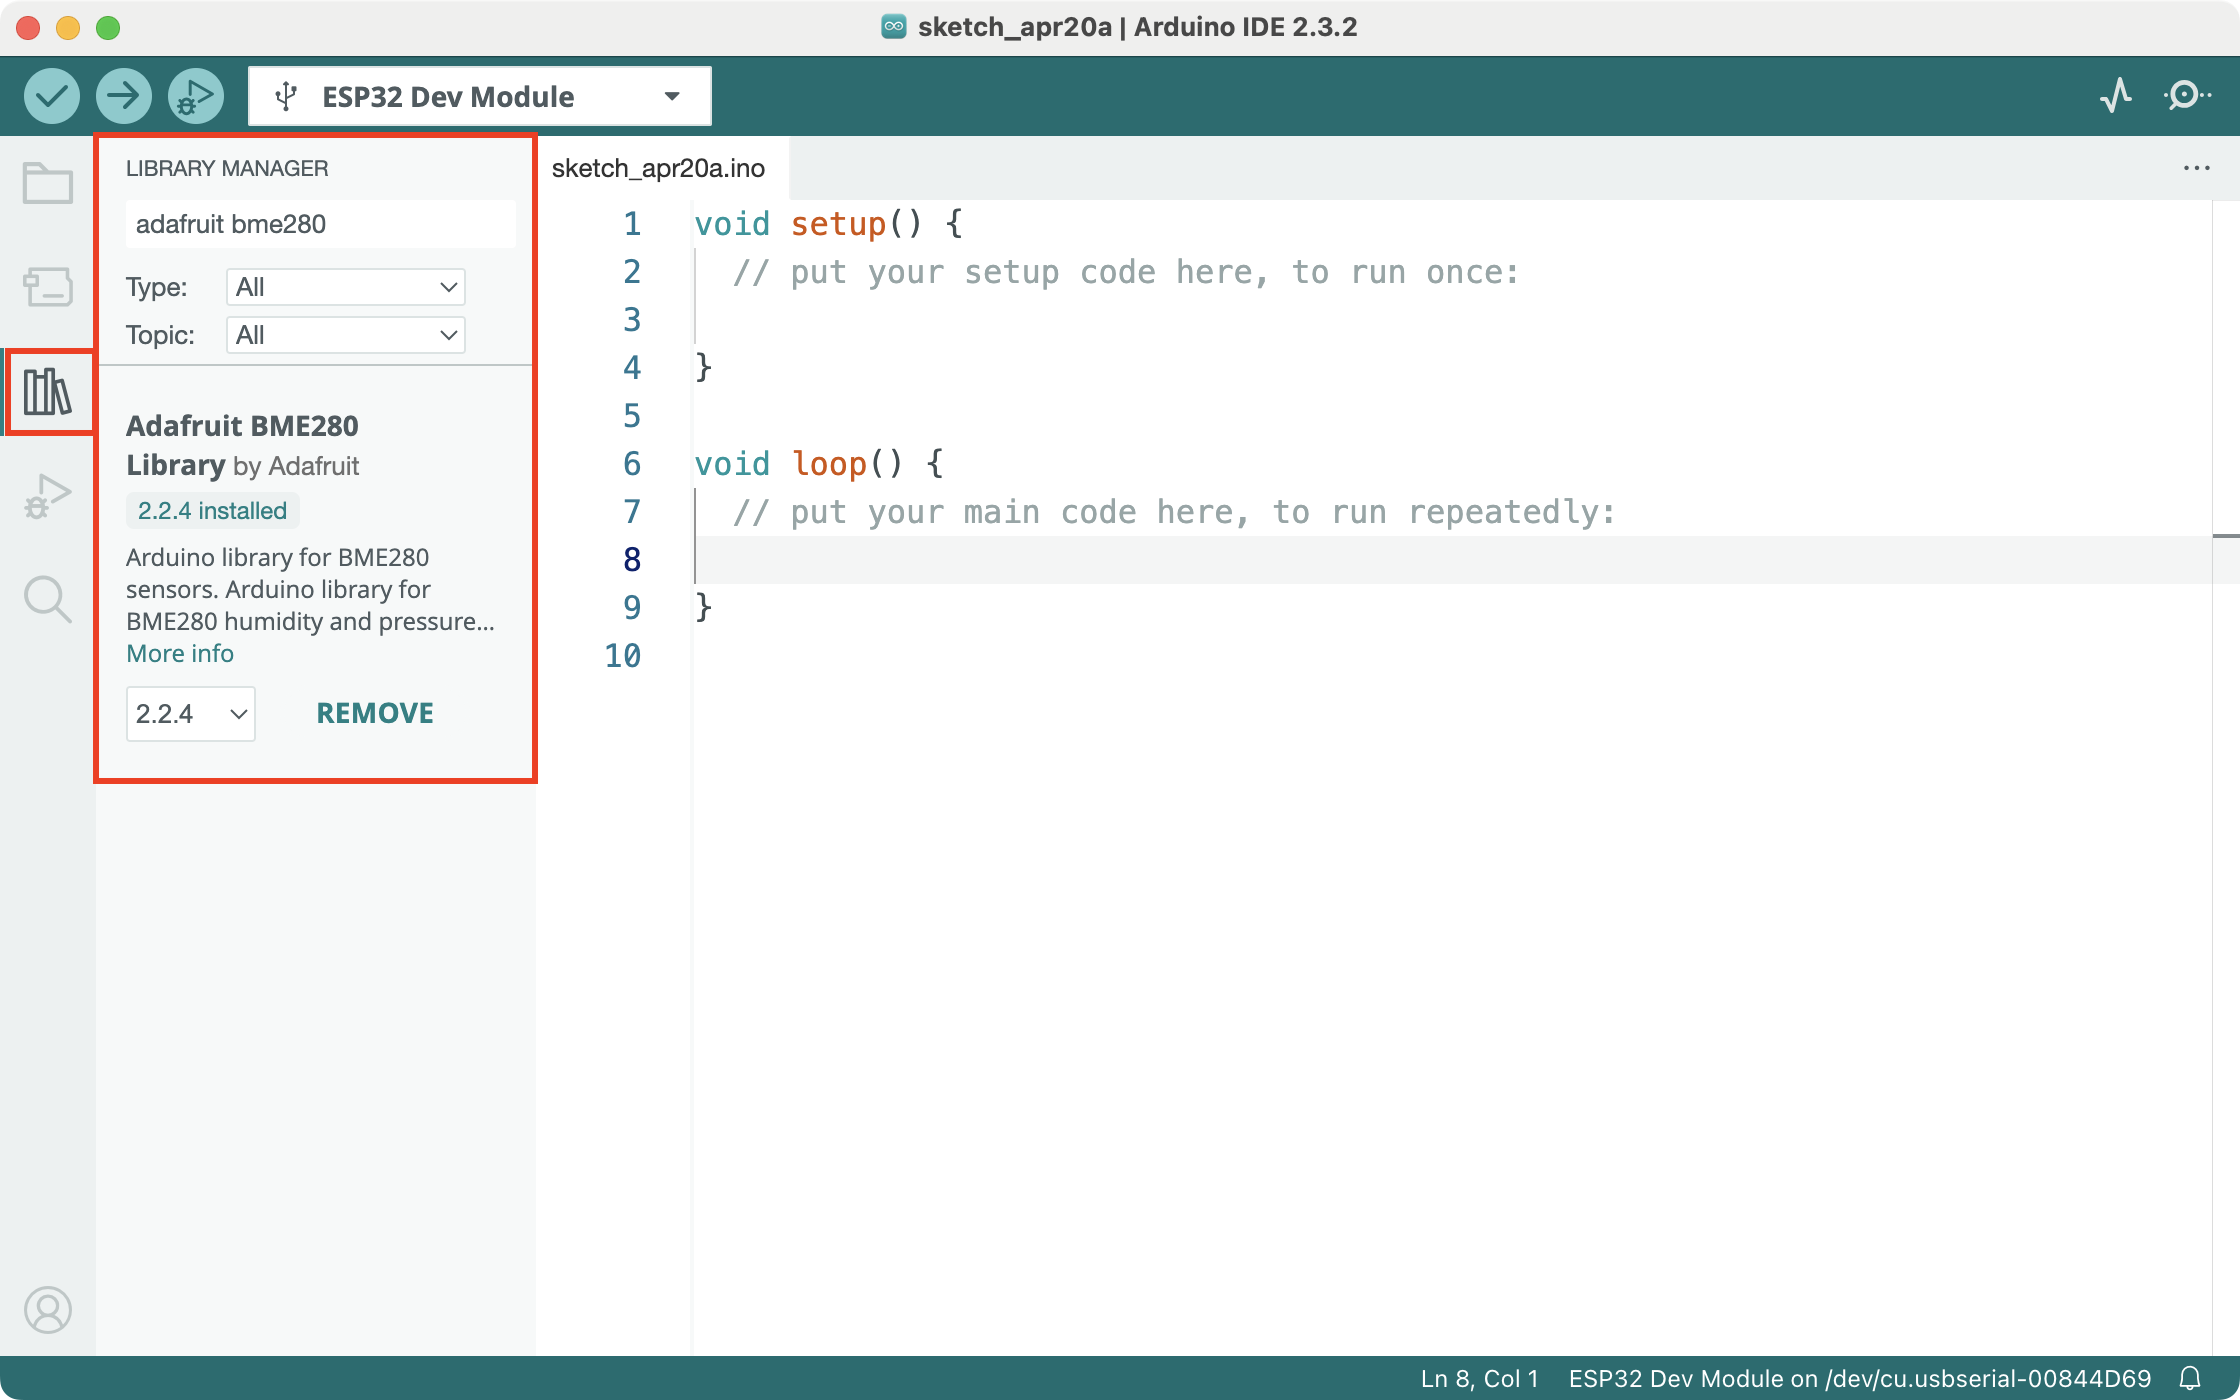 sketch_apr20a | Arduino IDE 2.3.2
ESP32 Dev Module
LIBRARY MANAGER
adafruit bme280
Type: All
Topic: All
Adafruit BME280
Library by Adafruit
2.2.4 installed
Arduino library for BME280
sensors. Arduino library for
BME280 humidity and pressure...
More info
2.2.4 REMOVE
sketch_apr20a.ino
1 void setup() {
2 // put your setup code here, to run once:
3
4 }
5
6 void loop() {
7 // put your main code here, to run repeatedly:
8
9 }
10
Ln 8, Col 1 ESP32 Dev Module on /dev/cu.usbserial-00844D69